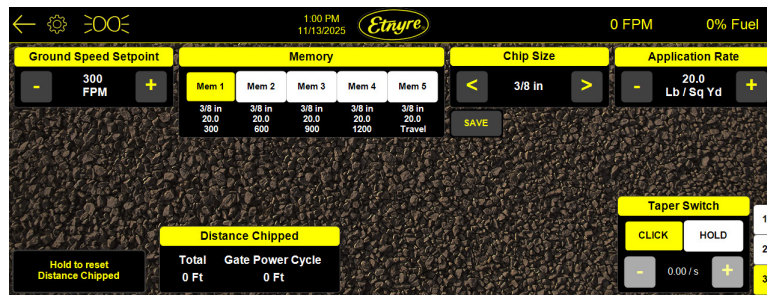 1:00 PM
11/13/2025
Etnyre
0 FPM
0% Fuel
Ground Speed Setpoint
-
300
FPM
+
Memory
Mem 1 Mem 2 Mem 3 Mem 4 Mem 5
3/8 in 3/8 in 3/8 in 3/8 in 3/8 in
20.0 20.0 20.0 20.0 20.0
300 600 900 1200 Travel
Chip Size
< 3/8 in >
SAVE
Application Rate
-
20.0
Lb / Sq Yd
+
Hold to reset
Distance Chipped
Distance Chipped
Total Gate Power Cycle
0 Ft 0 Ft
Taper Switch
CLICK HOLD
- 0.00 / s +
1
2
3